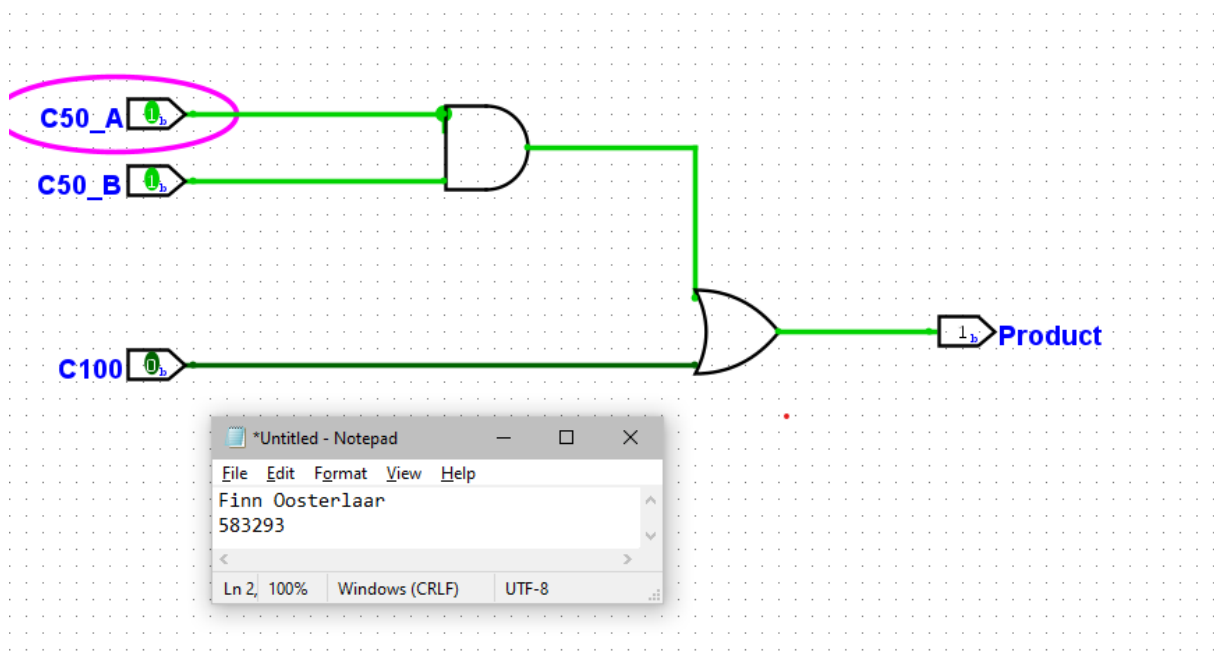 C50_A 1b
C50_B 1b
C100 0b
1b Product
*Untitled - Notepad
File Edit Format View Help
Finn Oosterlaar
583293
Ln 2, 100% Windows (CRLF) UTF-8